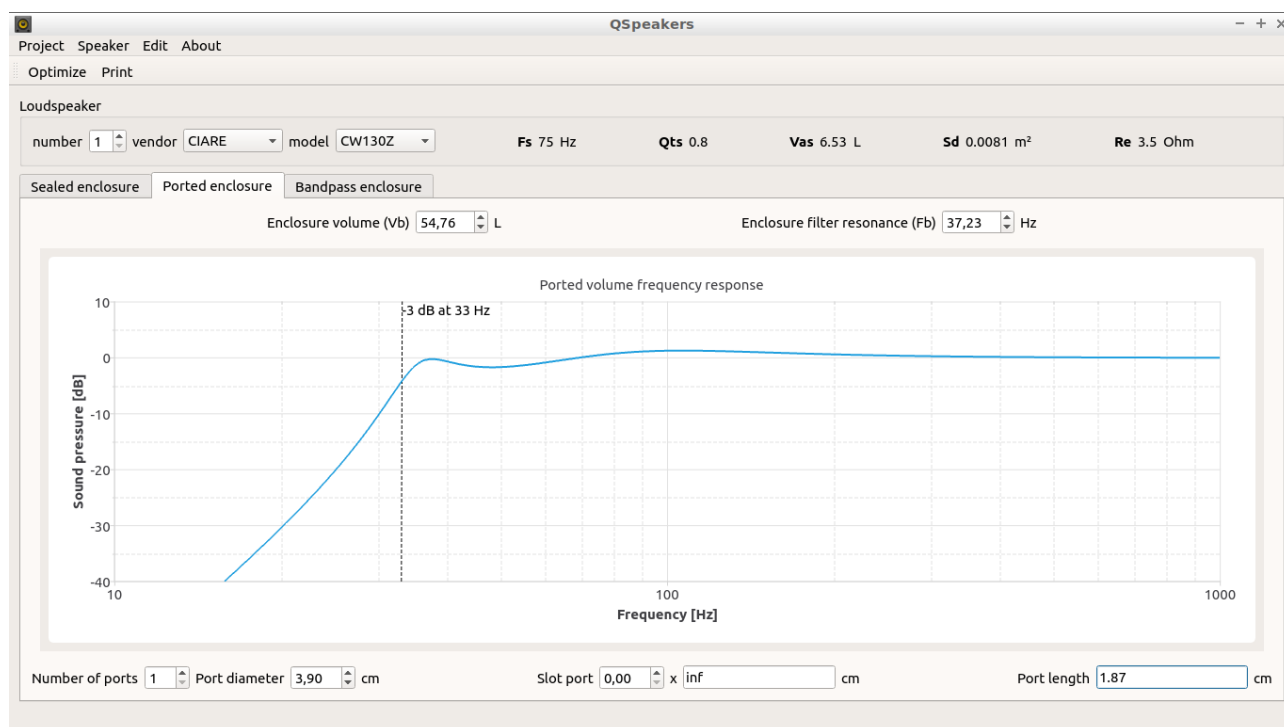 QSpeakers
Project Speaker Edit About
Optimize Print
Loudspeaker
number 1 vendor CIARE model CW130Z Fs 75 Hz Qts 0.8 Vas 6.53 L Sd 0.0081 m² Re 3.5 Ohm
Sealed enclosure Ported enclosure Bandpass enclosure
Enclosure volume (Vb) 54,76 L Enclosure filter resonance (Fb) 37,23 Hz
Ported volume frequency response
-3 dB at 33 Hz
10
0
-10
-20
-30
-40
Sound pressure [dB]
10 100 1000
Frequency [Hz]
Number of ports 1 Port diameter 3,90 cm Slot port 0,00 x inf cm Port length 1.87 cm